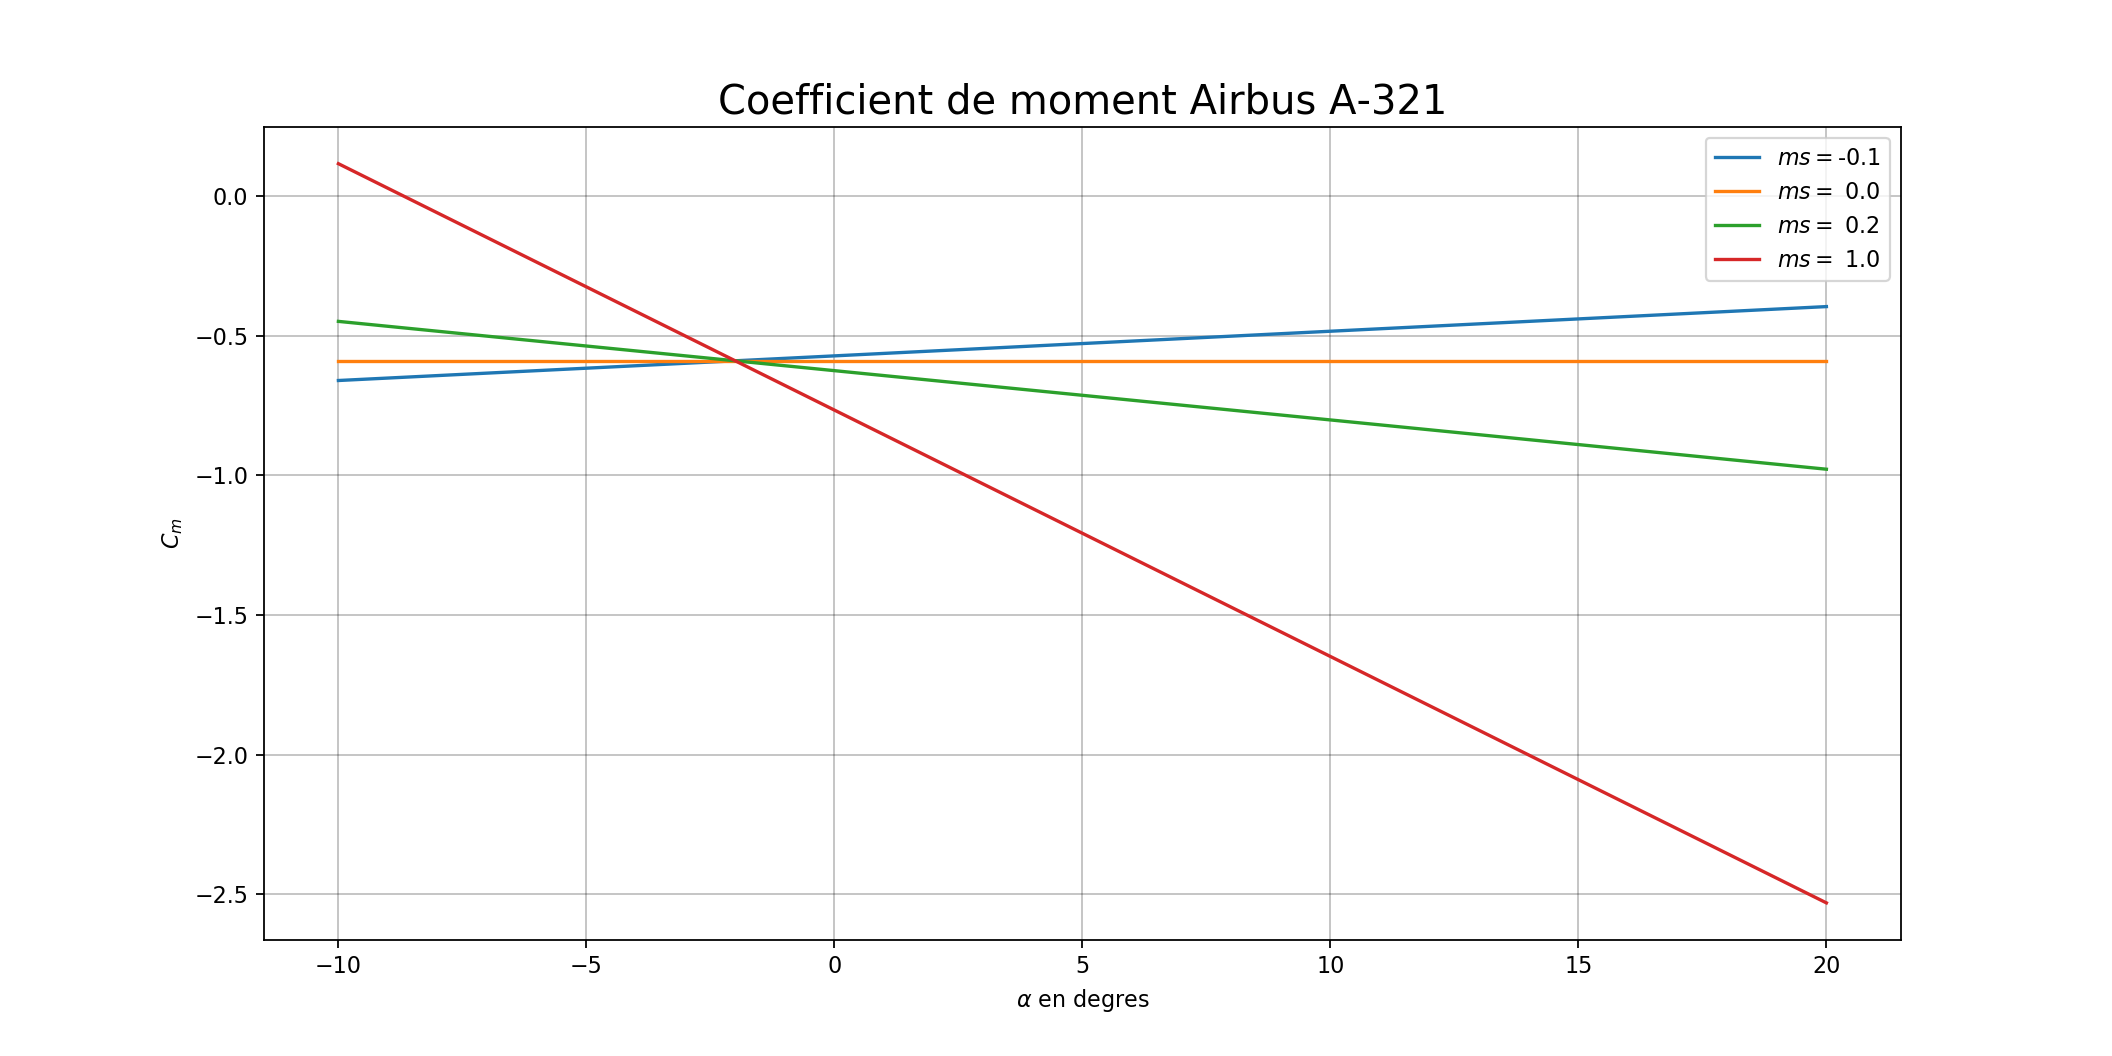 Coefficient de moment Airbus A-321
ms = -0.1
ms = 0.0
ms = 0.2
ms = 1.0
0.0
−0.5
−1.0
−1.5
−2.0
−2.5
C_m
−10 −5 0 5 10 15 20
α en degres